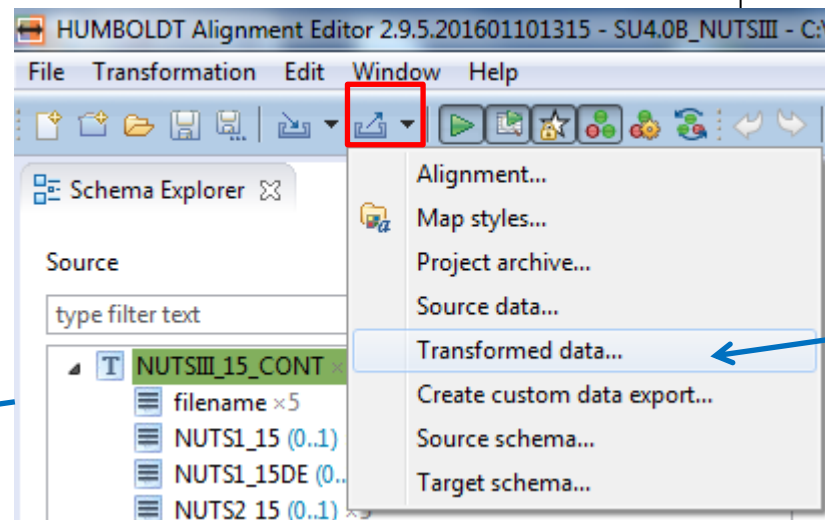 HUMBOLDT Alignment Editor 2.9.5.201601101315 - SU4.0B_NUTSIII - C:\
File Transformation Edit Window Help
Schema Explorer
Alignment...
Map styles...
Source
Project archive...
type filter text
Source data...
Transformed data...
NUTSIII_15_CONT ×
filename ×5
Create custom data export...
NUTS1_15 (0..1)
Source schema...
NUTS1_15DE (0..
Target schema...
NUTS2_15 (0..1) ×5